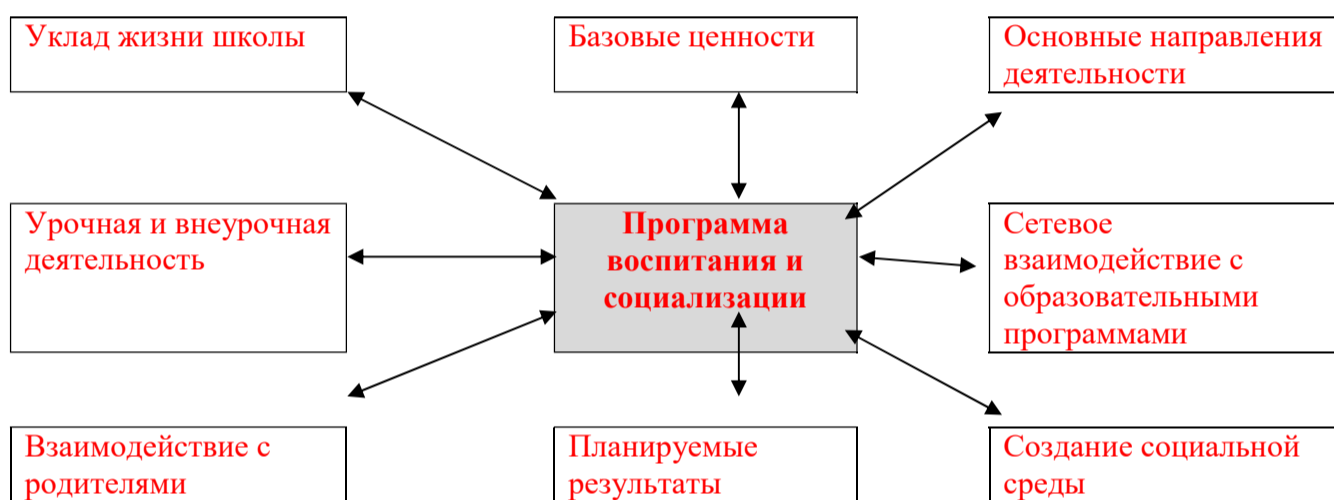 Уклад жизни школы
Базовые ценности
Основные направления
деятельности
Урочная и внеурочная
деятельность
Программа
воспитания и
социализации
Сетевое
взаимодействие с
образовательными
программами
Взаимодействие с
родителями
Планируемые
результаты
Создание социальной
среды